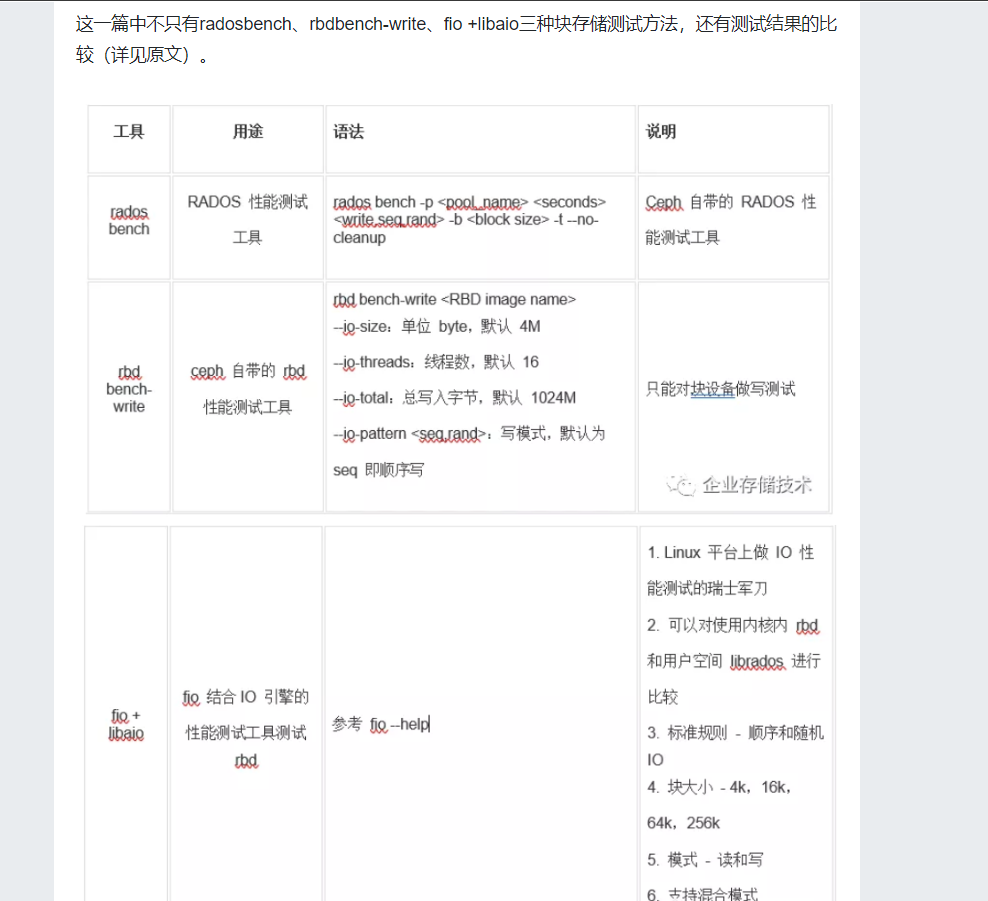 这一篇中不只有radosbench、rbdbench-write、fio +libaio三种块存储测试方法，还有测试结果的比
较（详见原文）。
工具
用途
语法
说明
rados
bench
RADOS 性能测试
工具
rados bench -p <pool_name> <seconds>
<write,seq,rand> -b <block size> -t --no-
cleanup
Ceph 自带的 RADOS 性
能测试工具
rbd
bench-
write
ceph 自带的 rbd
性能测试工具
rbd bench-write <RBD image name>
--io-size：单位 byte，默认 4M
--io-threads：线程数，默认 16
--io-total：总写入字节，默认 1024M
--io-pattern <seq,rand>：写模式，默认为
seq 即顺序写
只能对块设备做写测试
企业存储技术
fio +
libaio
fio 结合 IO 引擎的
性能测试工具测试
rbd
参考 fio --help
1. Linux 平台上做 IO 性
能测试的瑞士军刀
2. 可以对使用内核内 rbd
和用户空间 librados 进行
比较
3. 标准规则 - 顺序和随机
IO
4. 块大小 - 4k，16k，
64k，256k
5. 模式 - 读和写
6. 支持混合模式